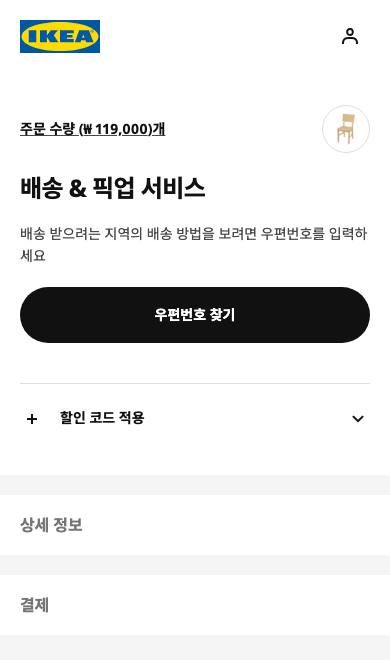 IKEA
주문 수량 (₩ 119,000)개
배송 & 픽업 서비스
배송 받으려는 지역의 배송 방법을 보려면 우편번호를 입력하
세요
우편번호 찾기
할인 코드 적용
상세 정보
결제